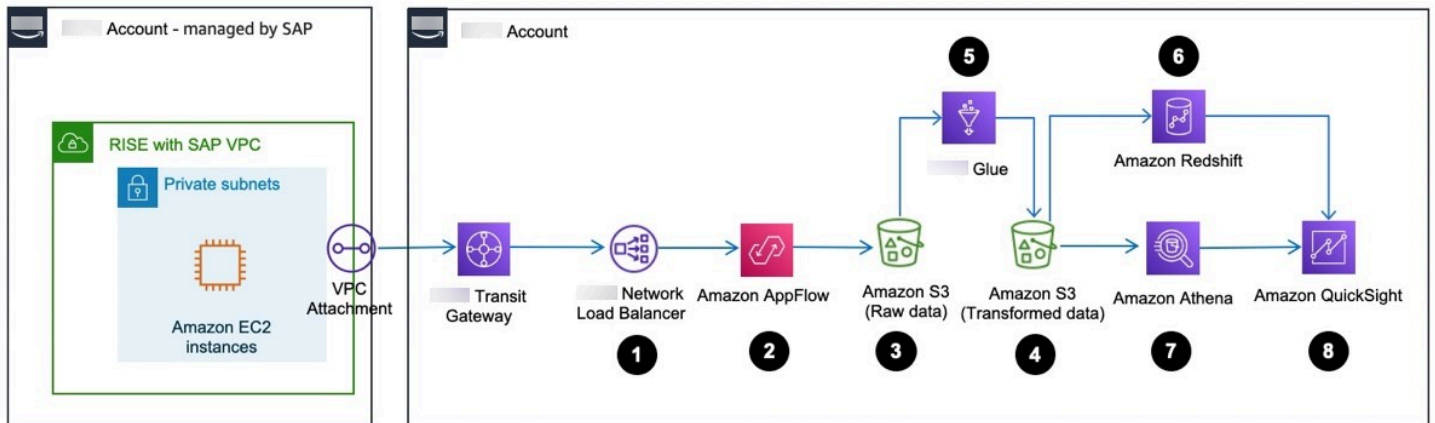 Account - managed by SAP
RISE with SAP VPC
Private subnets
Amazon EC2
instances
VPC
Attachment
Account
Transit
Gateway
Network
Load Balancer
1
Amazon AppFlow
2
Amazon S3
(Raw data)
3
Amazon S3
(Transformed data)
4
5
Glue
6
Amazon Redshift
Amazon Athena
7
Amazon QuickSight
8